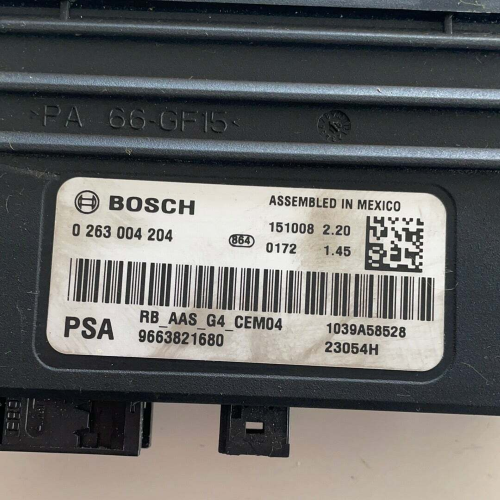 >PA 66-GF15<
BOSCH ASSEMBLED IN MEXICO
0 263 004 204 864 151008 2.20
0172 1.45
PSA RB_AAS_G4_CEM04 1039A58528
9663821680 23054H